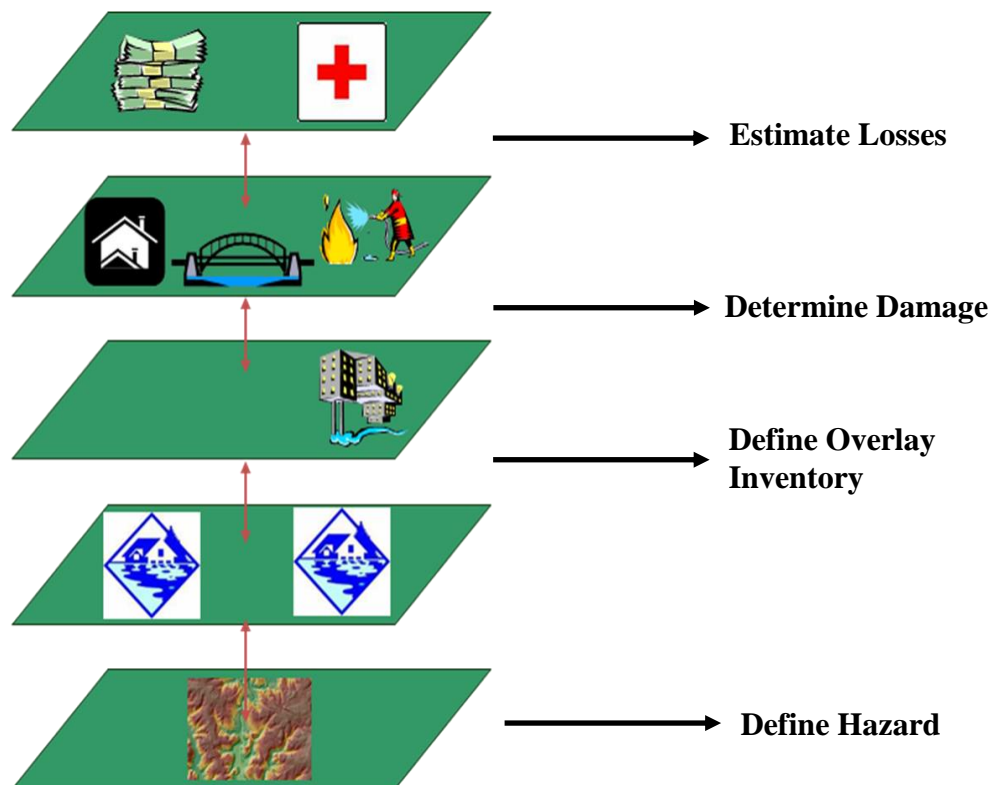 Estimate Losses
Determine Damage
Define Overlay
Inventory
Define Hazard